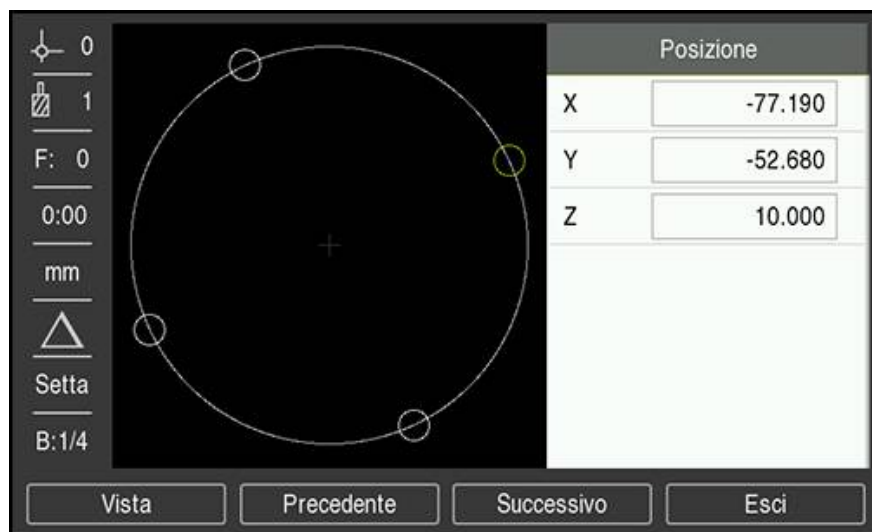 0
1
F: 0
0:00
mm
Setta
B:1/4
Posizione
X -77.190
Y -52.680
Z 10.000
Vista Precedente Successivo Esci